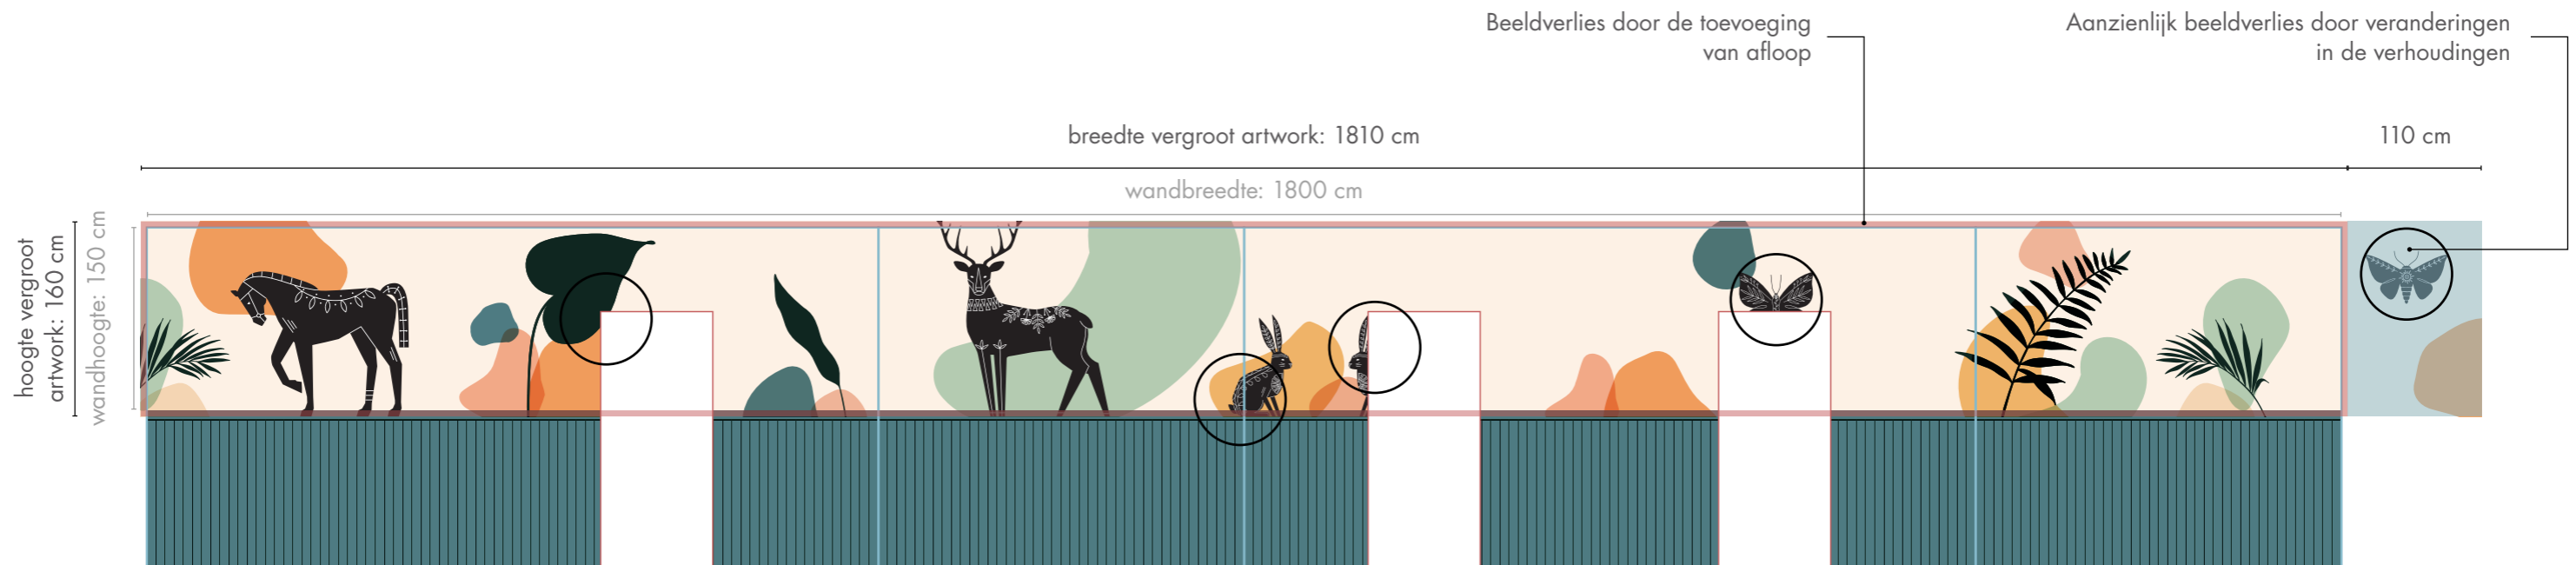 Beeldverlies door de toevoeging
van afloop
Aanzienlijk beeldverlies door veranderingen
in de verhoudingen
breedte vergroot artwork: 1810 cm
110 cm
wandbreedte: 1800 cm
hoogte vergroot
artwork: 160 cm
wandhoogte: 150 cm